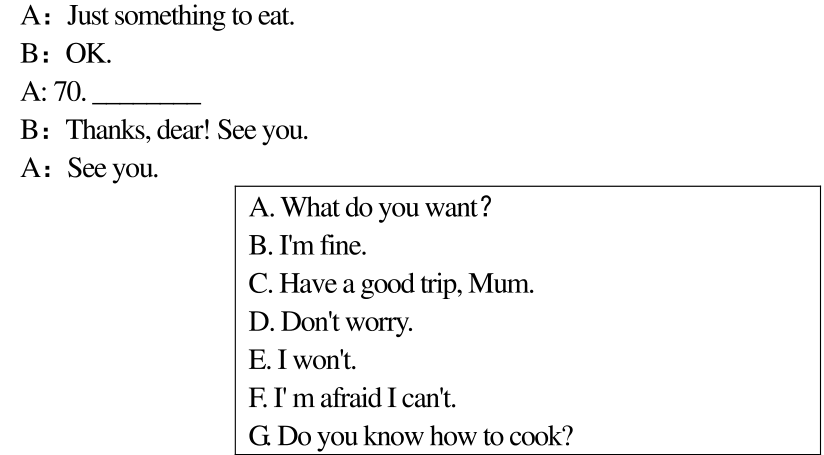 A：Just something to eat.
B：OK.
A: 70. ________
B：Thanks, dear! See you.
A：See you.
A. What do you want？
B. I'm fine.
C. Have a good trip, Mum.
D. Don't worry.
E. I won't.
F. I' m afraid I can't.
G. Do you know how to cook?